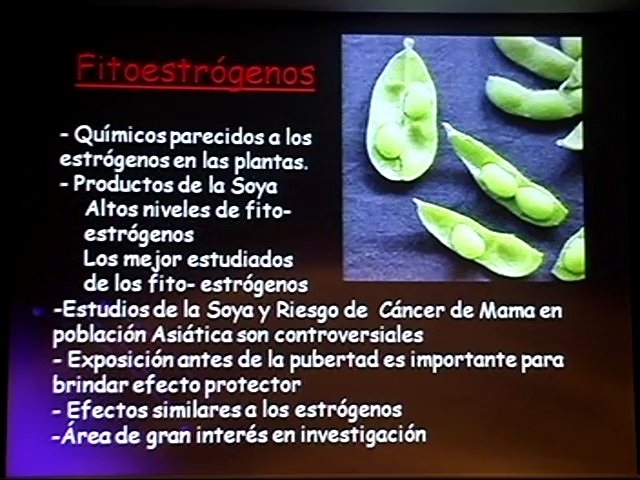 Fitoestrógenos
- Químicos parecidos a los
estrógenos en las plantas.
- Productos de la Soya
Altos niveles de fito-
estrógenos
Los mejor estudiados
de los fito- estrógenos
-Estudios de la Soya y Riesgo de Cáncer de Mama en
población Asiática son controversiales
- Exposición antes de la pubertad es importante para
brindar efecto protector
- Efectos similares a los estrógenos
-Área de gran interés en investigación